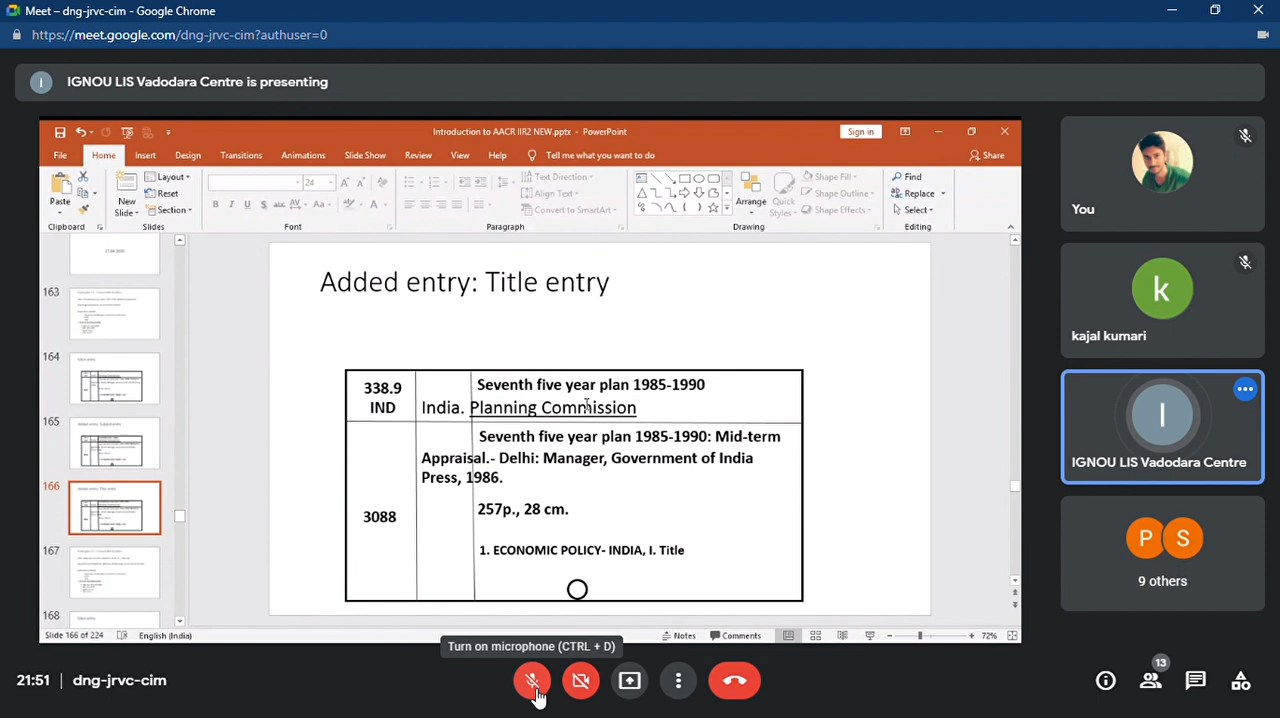 Meet – dng-jrvc-cim - Google Chrome
https://meet.google.com/dng-jrvc-cim?authuser=0
I IGNOU LIS Vadodara Centre is presenting
Introduction to AACR IIR2 NEW.pptx - PowerPoint
Sign in
File Home Insert Design Transitions Animations Slide Show Review View Help Tell me what you want to do Share
Paste
New Slide
Layout
Reset
Section
24
Text Direction
Align Text
Convert to SmartArt
Arrange
Quick Styles
Shape Fill
Shape Outline
Shape Effects
Find
Replace
Select
Clipboard Slides Font Paragraph Drawing Editing
163
164
165
166
167
168
Added entry: Title entry
338.9 Seventh five year plan 1985-1990
IND India. Planning Commission
Seventh five year plan 1985-1990: Mid-term
Appraisal.- Delhi: Manager, Government of India
Press, 1986.
257p., 28 cm.
3088
1. ECONOMIC POLICY- INDIA, I. Title
Slide 166 of 224 English (India) Notes Comments 72%
Turn on microphone (CTRL + D)
You
k
kajal kumari
I
IGNOU LIS Vadodara Centre
P S
9 others
21:51 | dng-jrvc-cim
13